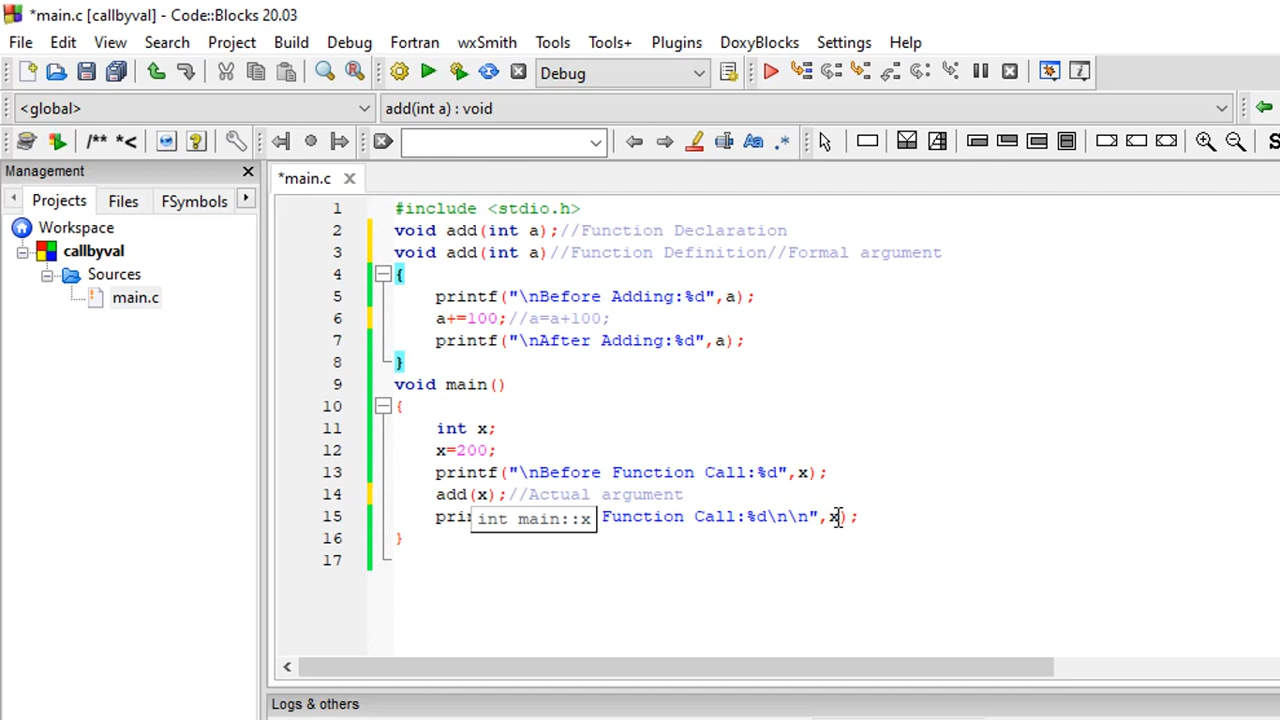 *main.c [callbyval] - Code::Blocks 20.03
File Edit View Search Project Build Debug Fortran wxSmith Tools Tools+ Plugins DoxyBlocks Settings Help
Debug
<global> add(int a) : void
/** *< Aa .* S
Management
Projects Files FSymbols
Workspace
callbyval
Sources
main.c
*main.c
1 #include <stdio.h>
2 void add(int a);//Function Declaration
3 void add(int a)//Function Definition//Formal argument
4 {
5 printf("\nBefore Adding:%d",a);
6 a+=100;//a=a+100;
7 printf("\nAfter Adding:%d",a);
8 }
9 void main()
10 {
11 int x;
12 x=200;
13 printf("\nBefore Function Call:%d",x);
14 add(x);//Actual argument
15 prin int main::x Function Call:%d\n\n",x);
16 }
17
Logs & others